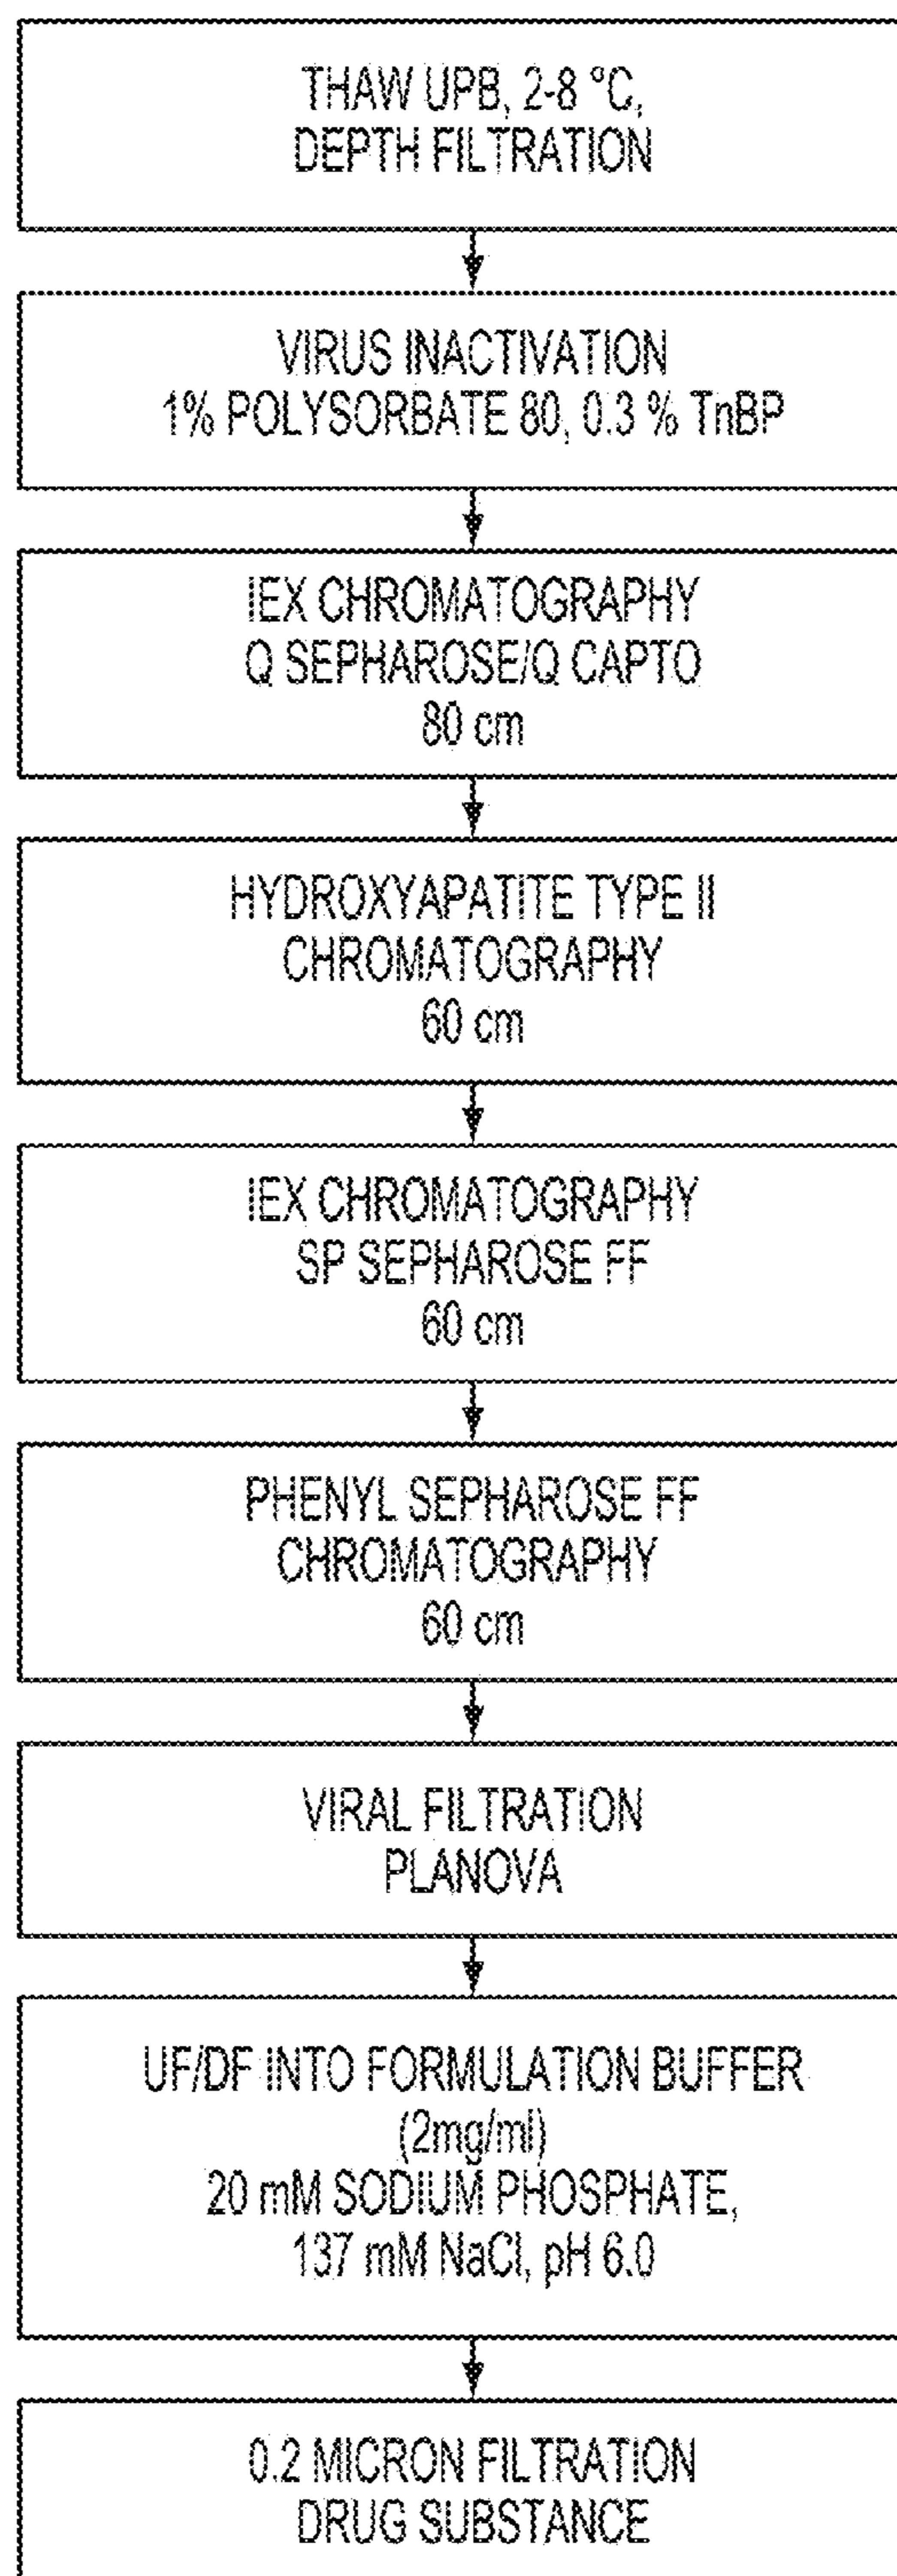 THAW UPB, 2-8 °C,
DEPTH FILTRATION
VIRUS INACTIVATION
1% POLYSORBATE 80, 0.3 % TnBP
IEX CHROMATOGRAPHY
Q SEPHAROSE/Q CAPTO
80 cm
HYDROXYAPATITE TYPE II
CHROMATOGRAPHY
60 cm
IEX CHROMATOGRAPHY
SP SEPHAROSE FF
60 cm
PHENYL SEPHAROSE FF
CHROMATOGRAPHY
60 cm
VIRAL FILTRATION
PLANOVA
UF/DF INTO FORMULATION BUFFER
(2mg/ml)
20 mM SODIUM PHOSPHATE,
137 mM NaCl, pH 6.0
0.2 MICRON FILTRATION
DRUG SUBSTANCE